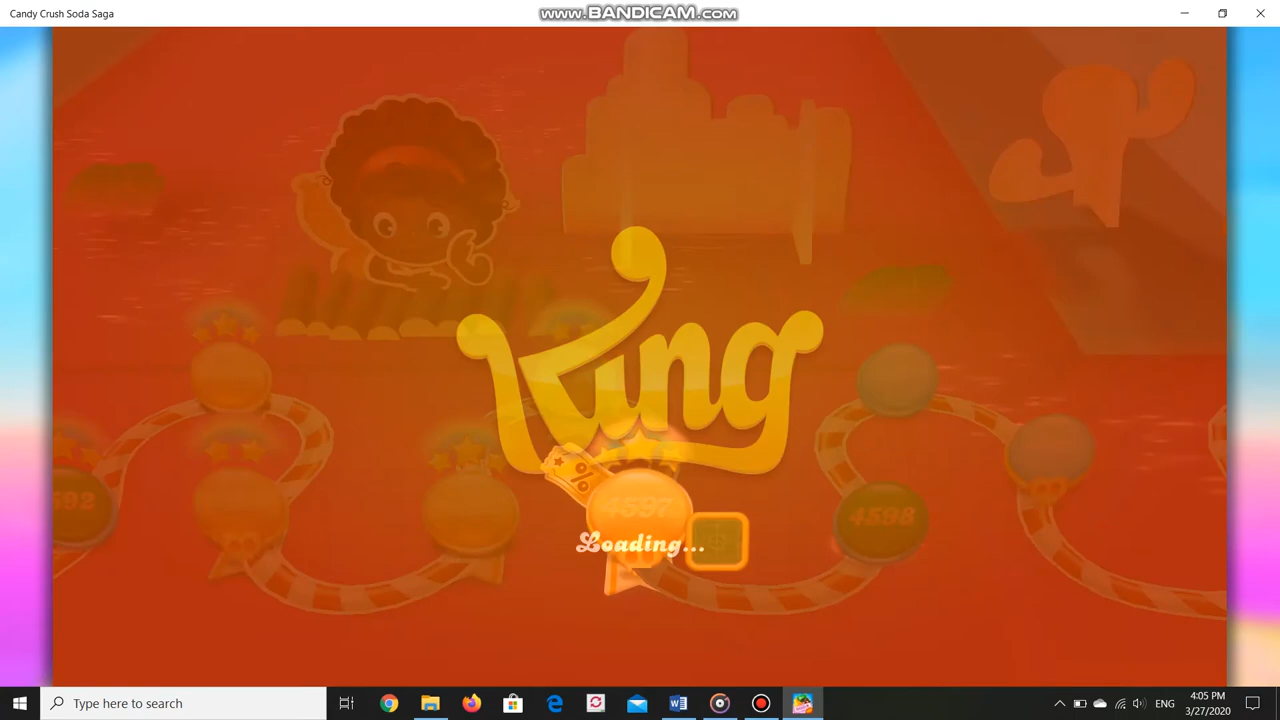 Candy Crush Soda Saga
www.BANDICAM.com
King
592
4597
4598
Loading...
Type here to search
ENG
4:05 PM
3/27/2020